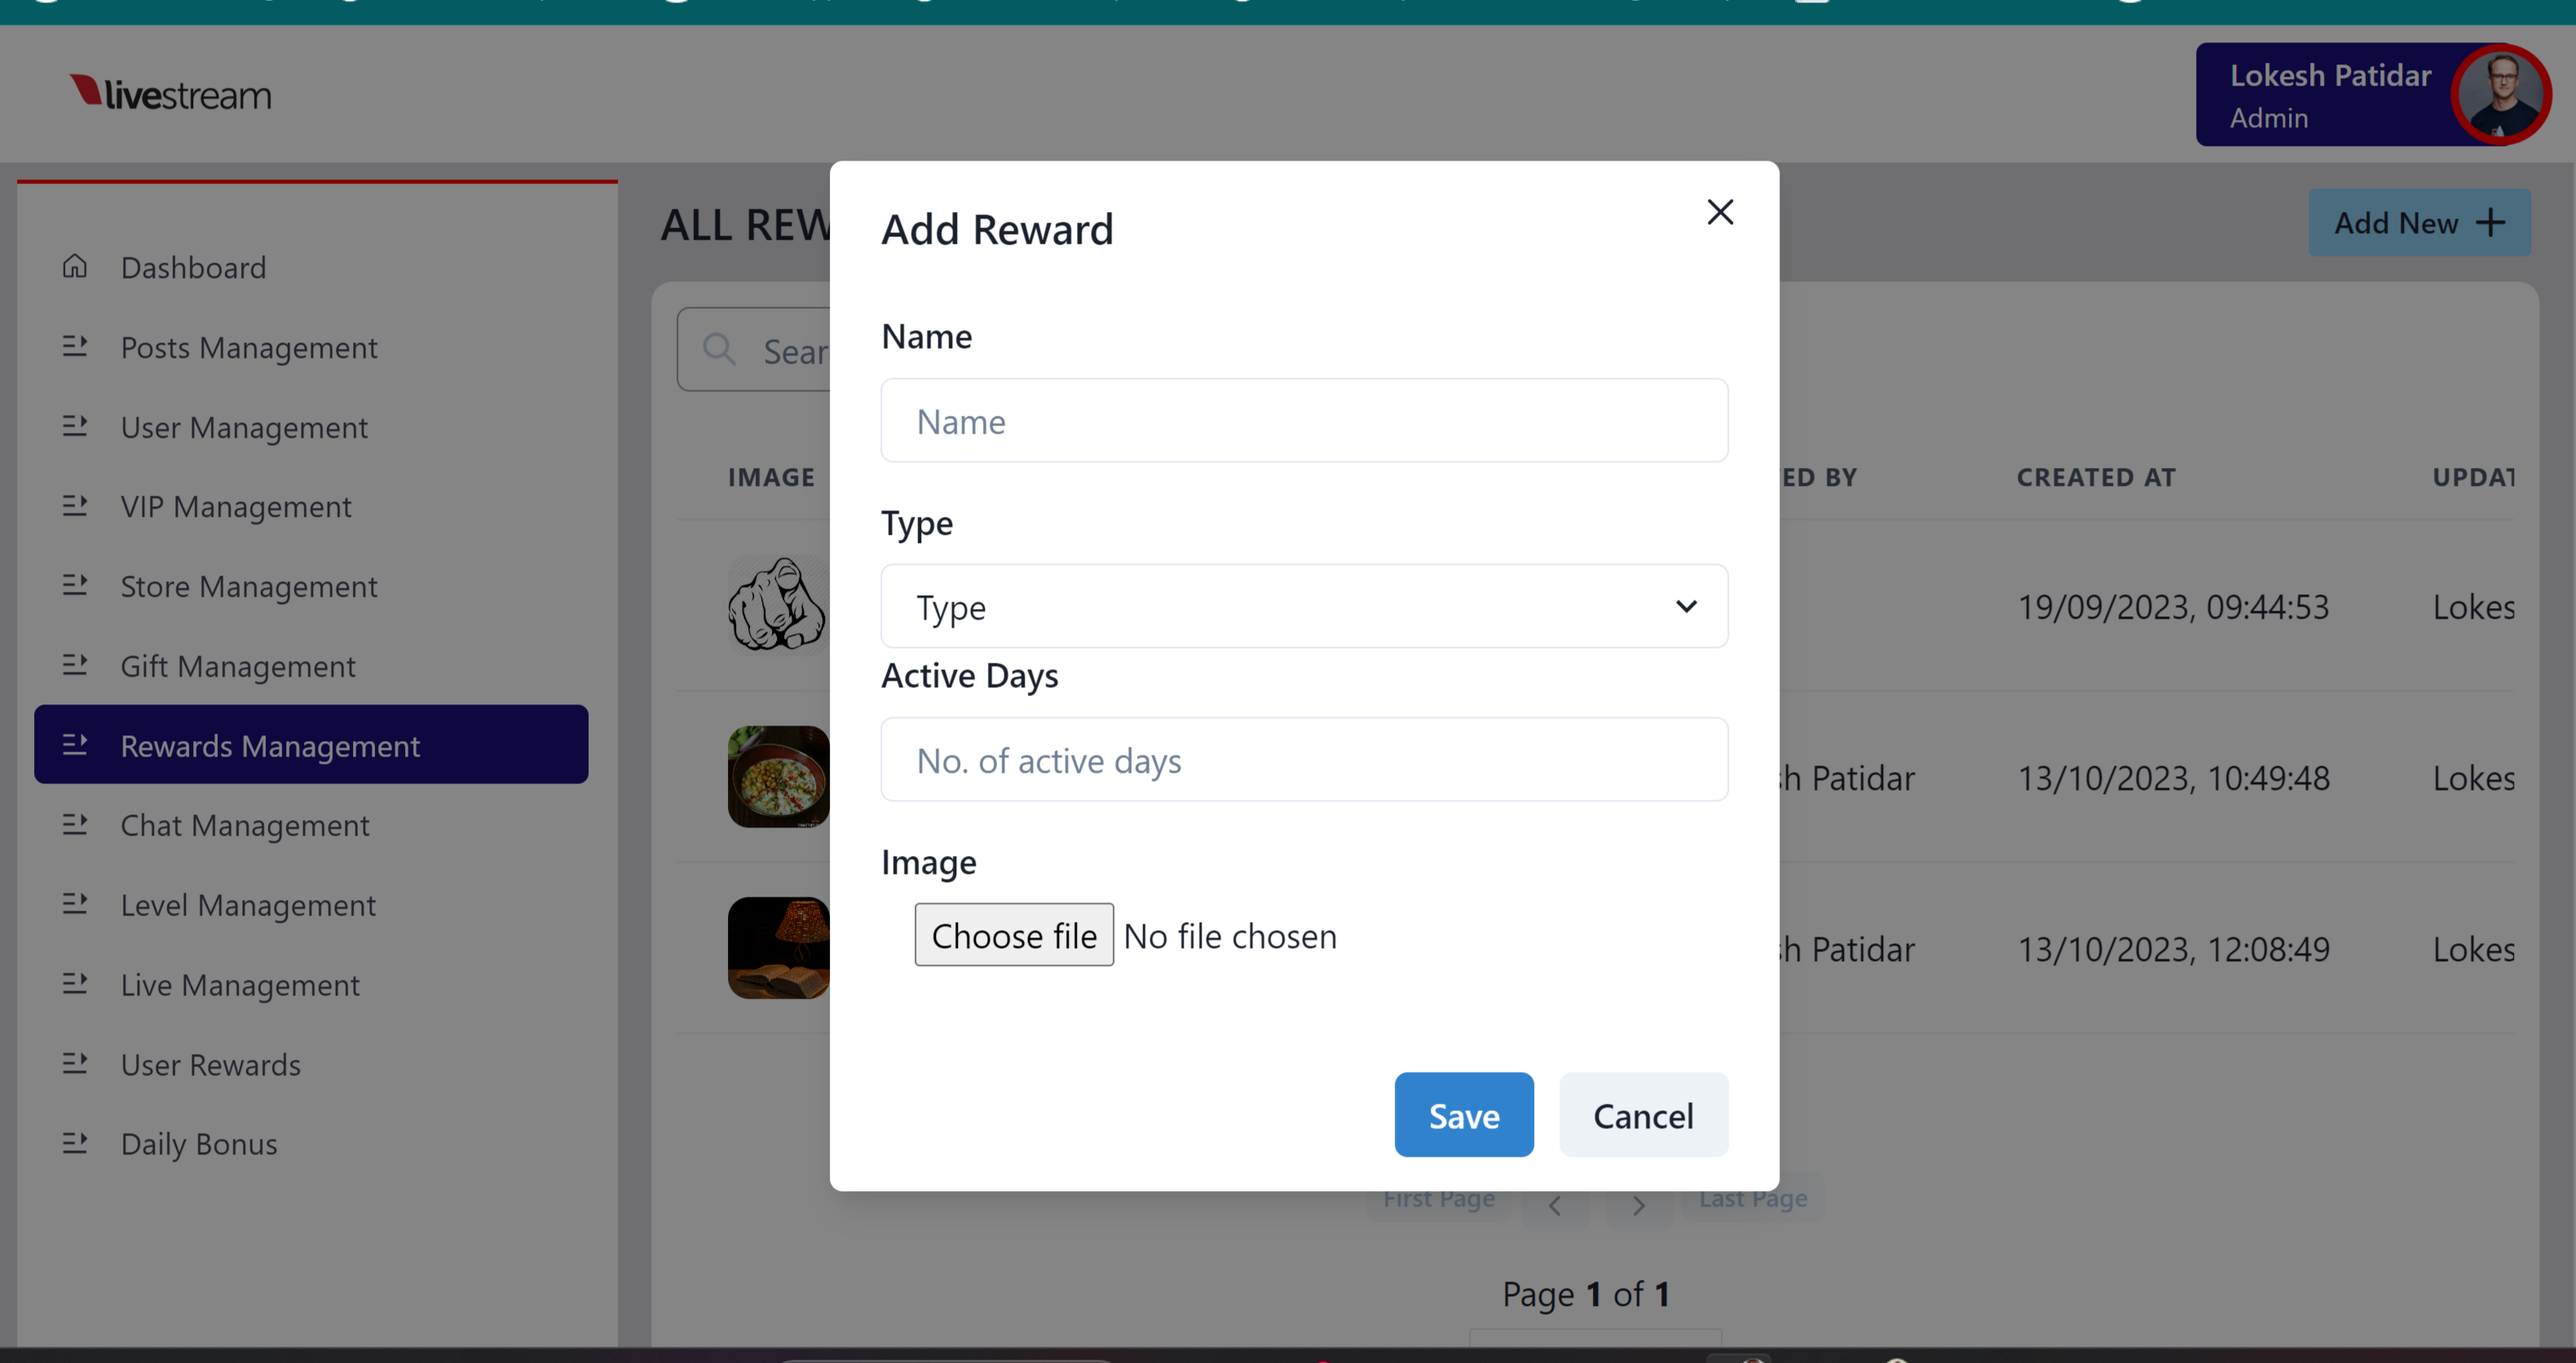 livestream
Lokesh Patidar
Admin
Dashboard
Posts Management
User Management
VIP Management
Store Management
Gift Management
Rewards Management
Chat Management
Level Management
Live Management
User Rewards
Daily Bonus
ALL REW
Add New
Sear
IMAGE
ED BY
CREATED AT
UPDAT
19/09/2023, 09:44:53
Lokes
h Patidar
13/10/2023, 10:49:48
Lokes
h Patidar
13/10/2023, 12:08:49
Lokes
Add Reward
Name
Name
Type
Type
Active Days
No. of active days
Image
Choose file No file chosen
Save
Cancel
First Page
Last Page
Page 1 of 1